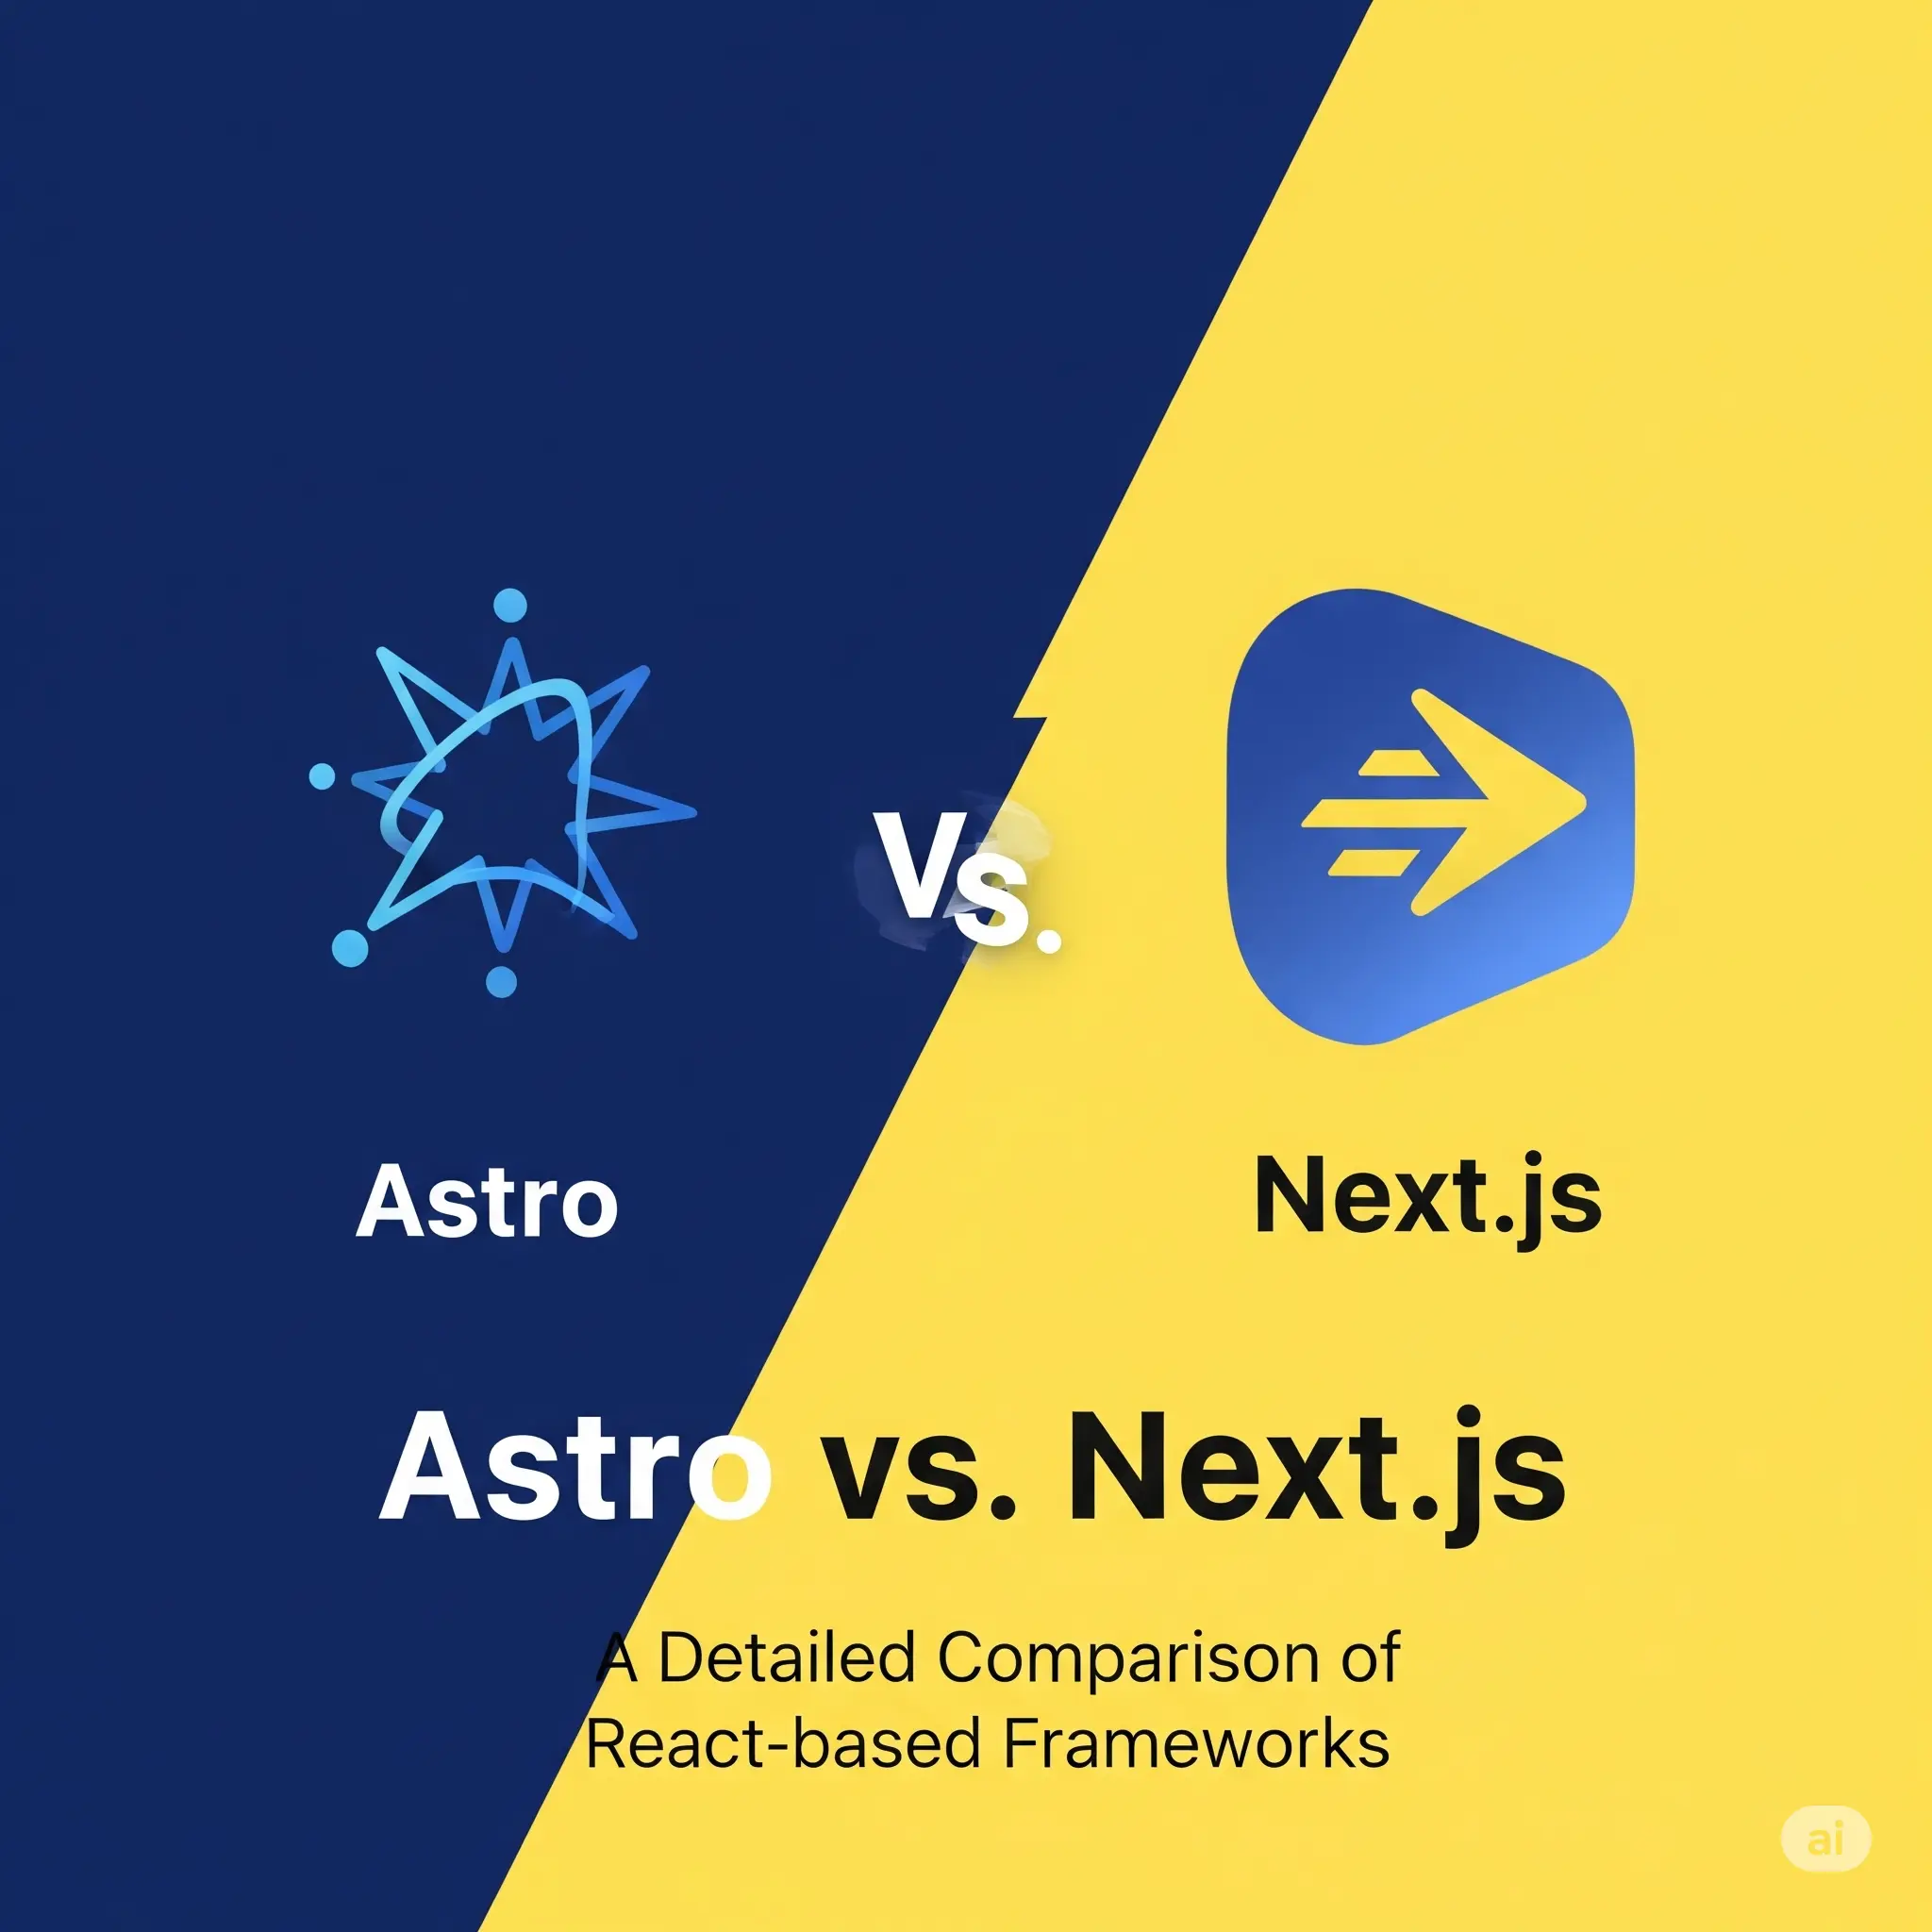 Vs.
Astro
Next.js
Astro vs. Next.js
A Detailed Comparison of
React-based Frameworks
ai